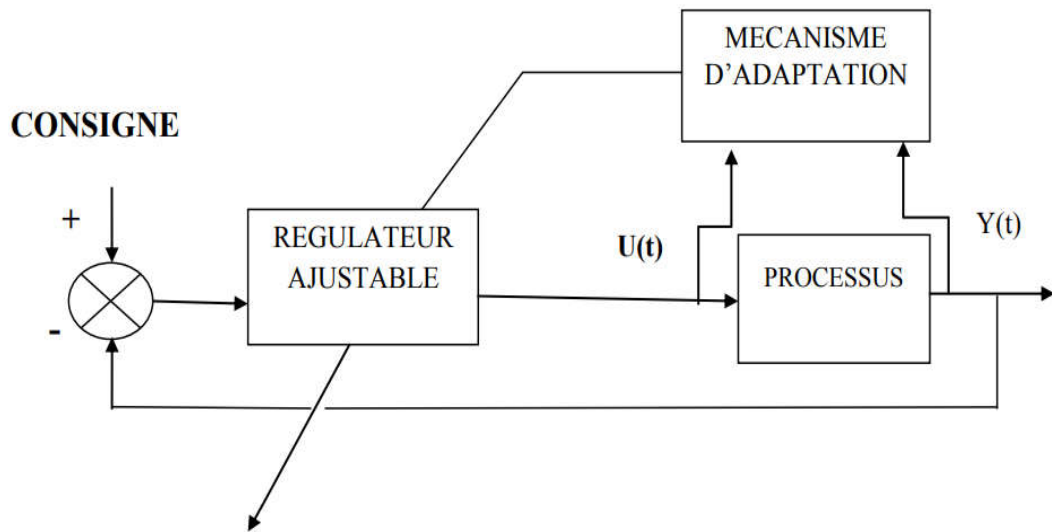 MECANISME
D'ADAPTATION
CONSIGNE
+
REGULATEUR
AJUSTABLE
U(t)
Y(t)
PROCESSUS
-